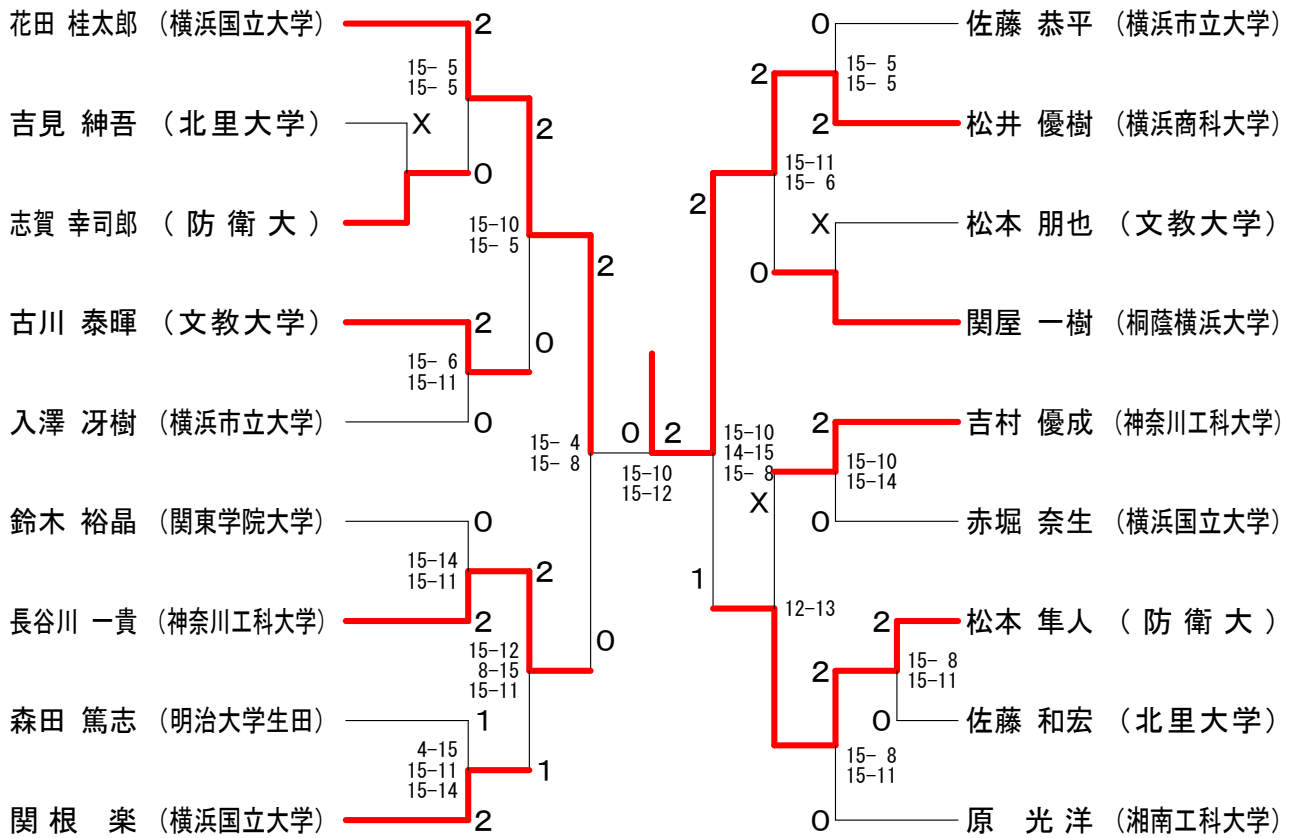 花田 桂太郎 (横浜国立大学)
2
15- 5
15- 5
吉見 紳吾 (北里大学)
X
2
0
志賀 幸司郎 (防衛大)
15-10
15- 5
2
古川 泰暉 (文教大学)
2
0
15- 6
15-11
入澤 冴樹 (横浜市立大学)
0
15- 4
15- 8
鈴木 裕晶 (関東学院大学)
0
15-14
15-11
2
長谷川 一貴 (神奈川工科大学)
2
0
15-12
8-15
15-11
森田 篤志 (明治大学生田)
1
4-15
15-11
15-14
1
関根 楽 (横浜国立大学)
2
0
2
15-10
15-12
0
佐藤 恭平 (横浜市立大学)
2
15- 5
15- 5
2
松井 優樹 (横浜商科大学)
15-11
15- 6
2
X
松本 朋也 (文教大学)
0
関屋 一樹 (桐蔭横浜大学)
2
吉村 優成 (神奈川工科大学)
15-10
14-15
15- 8
15-10
15-14
X
0
赤堀 奈生 (横浜国立大学)
1
12-13
2
松本 隼人 (防衛大)
2
15- 8
15-11
0
佐藤 和宏 (北里大学)
15- 8
15-11
0
原 光洋 (湘南工科大学)